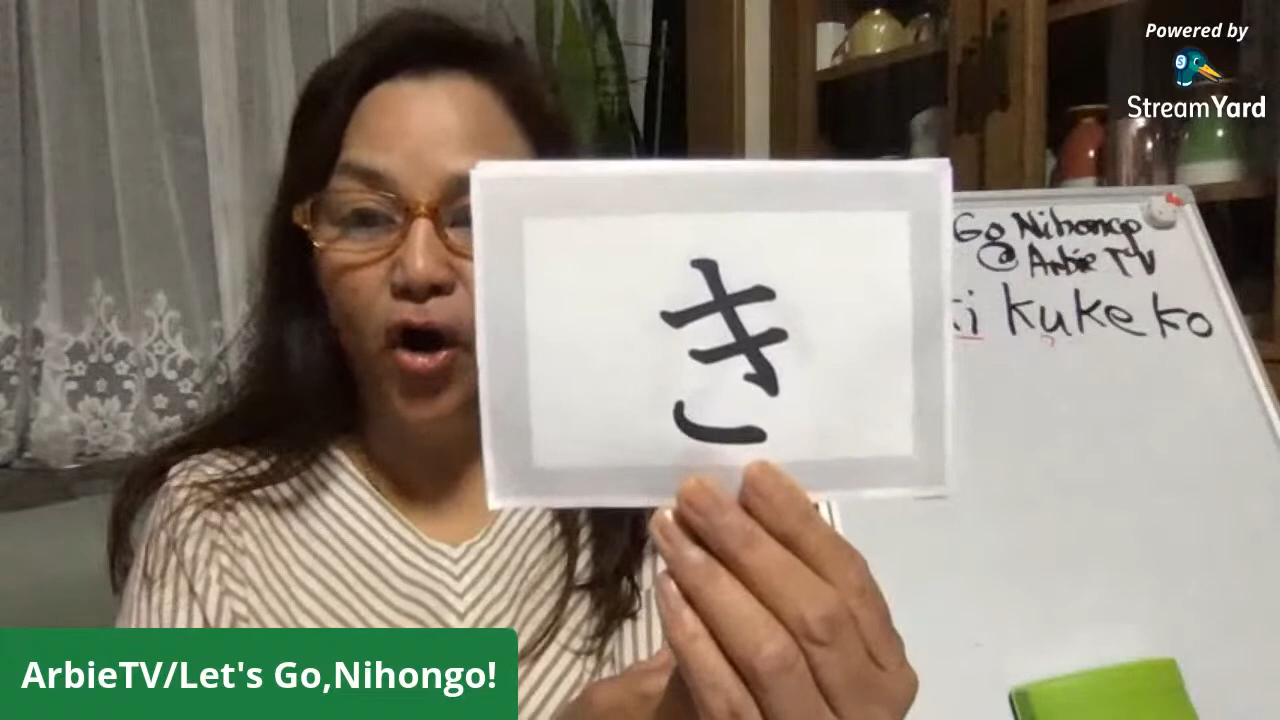 Powered by
StreamYard
き
Go Nihongo
@ Arbie TV
ki ku ke ko
ArbieTV/Let's Go,Nihongo!